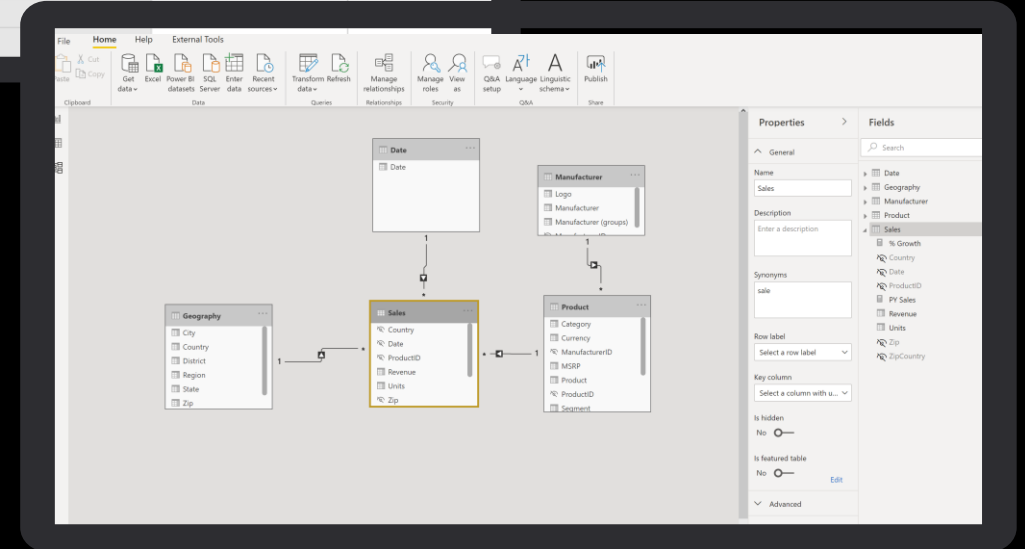 File Home Help External Tools
Paste
Cut
Copy
Get data
Excel
Power BI datasets
SQL Server
Enter data
Recent sources
Transform data
Refresh
Manage relationships
Manage roles
View as
Q&A setup
Language
Linguistic schema
Publish
Clipboard
Data
Queries
Relationships
Security
Q&A
Share
Date
Date
1
*
Manufacturer
Logo
Manufacturer
Manufacturer (groups)
1
*
Geography
City
Country
District
Region
State
Zip
1
*
Sales
Country
Date
ProductID
Revenue
Units
Zip
*
1
Product
Category
Currency
ManufacturerID
MSRP
Product
ProductID
Segment
Properties
General
Name
Sales
Description
Enter a description
Synonyms
sale
Row label
Select a row label
Key column
Select a column with u...
Is hidden
No
Is featured table
No
Edit
Advanced
Fields
Search
Date
Geography
Manufacturer
Product
Sales
% Growth
Country
Date
ProductID
PY Sales
Revenue
Units
Zip
ZipCountry